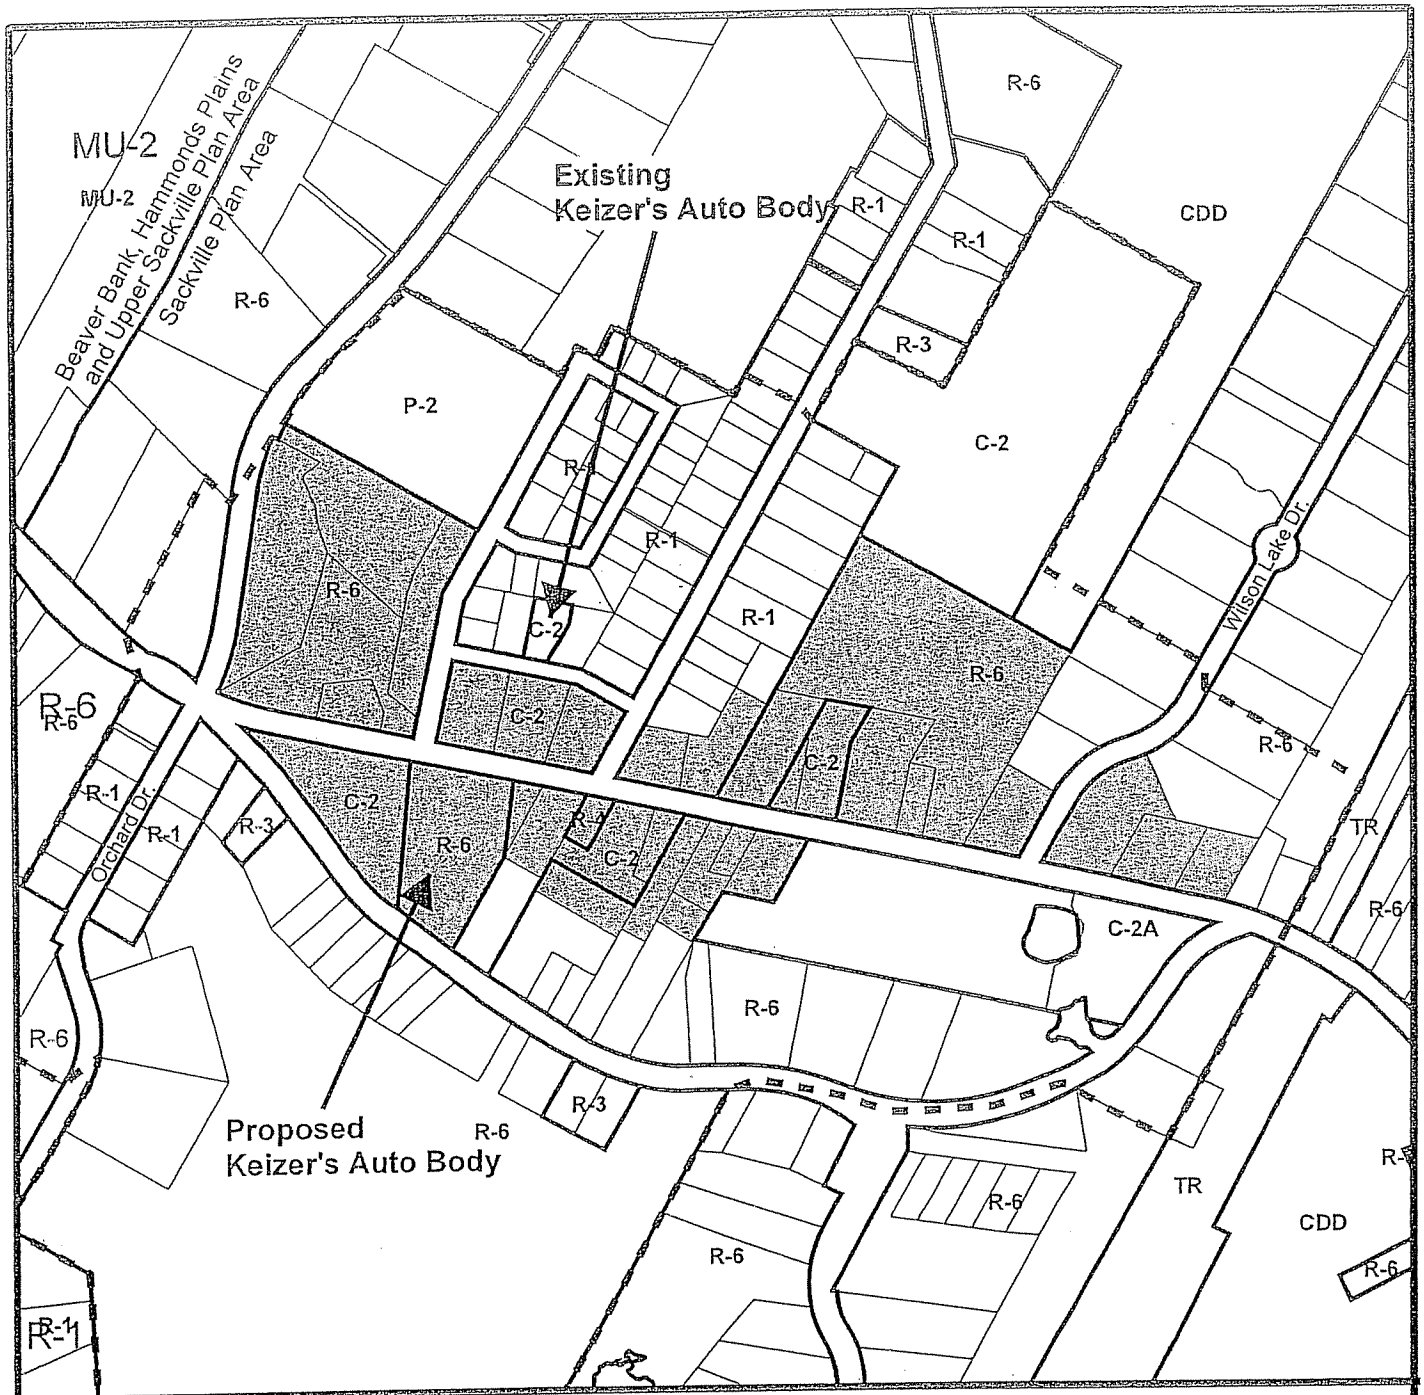 R-6
MU-2
MU-2
Beaver Bank, Hammonds Plains
and Upper Sackville Plan Area
Sackville Plan Area
Existing
Keizer's Auto Body
R-1
CDD
R-1
R-6
R-3
P-2
C-2
R-1
R-1
Wilson Lake Dr.
R-6
C-2
R-1
R-6
R-6
R-6
C-2
R-6
C-2
R-1
Orchard Dr.
R-1
R-3
C-2
R-6
C-2
TR
R-6
C-2A
R-6
R-6
R-3
R-6
Proposed
Keizer's Auto Body
TR
R-6
CDD
R-6
R-6
R-1
R-1